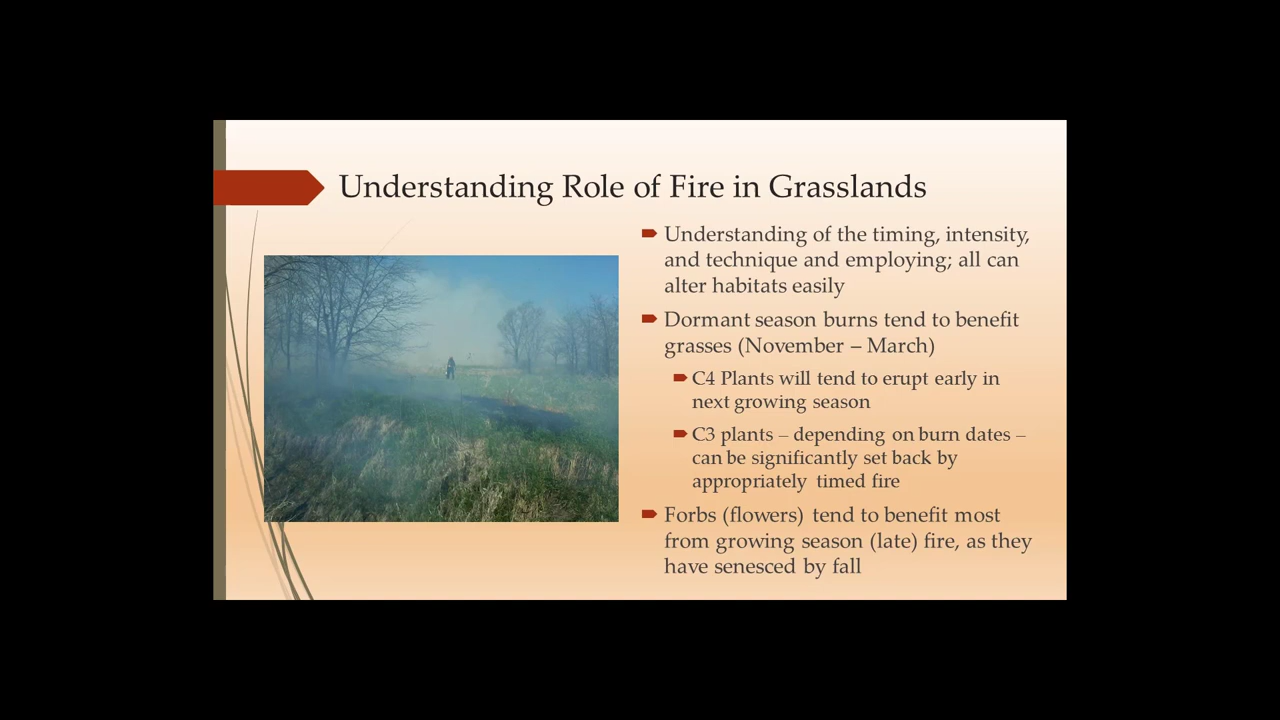 Understanding Role of Fire in Grasslands
Understanding of the timing, intensity,
and technique and employing; all can
alter habitats easily
Dormant season burns tend to benefit
grasses (November – March)
C4 Plants will tend to erupt early in
next growing season
C3 plants – depending on burn dates –
can be significantly set back by
appropriately timed fire
Forbs (flowers) tend to benefit most
from growing season (late) fire, as they
have senesced by fall